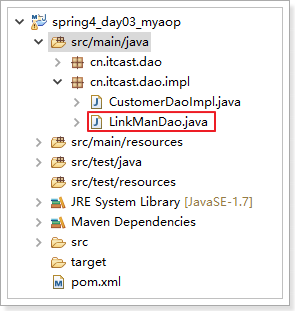 spring4_day03_myaop
src/main/java
cn.itcast.dao
cn.itcast.dao.impl
CustomerDaoImpl.java
LinkManDao.java
src/main/resources
src/test/java
src/test/resources
JRE System Library [JavaSE-1.7]
Maven Dependencies
src
target
pom.xml